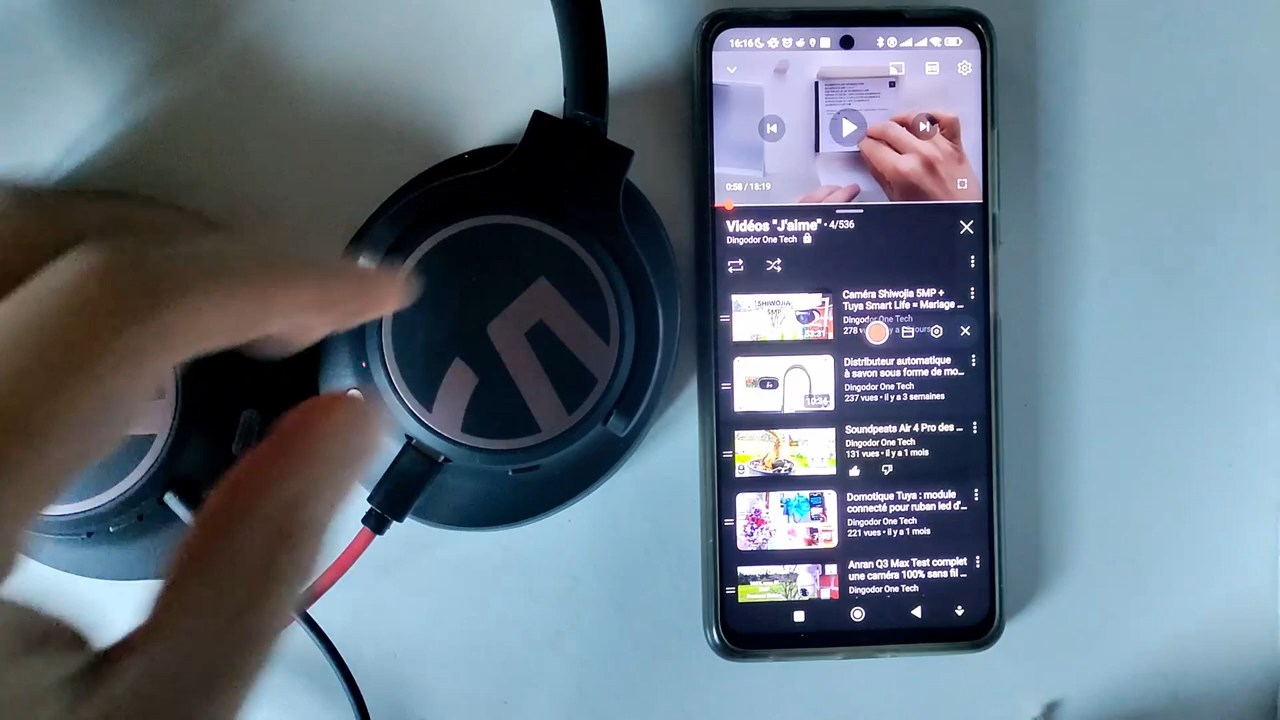 16:16
0:58 / 18:19
Vidéos "J'aime" • 4/536
Dingodor One Tech
SHIWOJIA
5MP
Caméra Shiwojia 5MP +
Tuya Smart Life = Mariage ...
Dingodor One Tech
278 v
Distributeur automatique
à savon sous forme de mo...
Dingodor One Tech
237 vues • il y a 3 semaines
Soundpeats Air 4 Pro des ...
Dingodor One Tech
131 vues • il y a 1 mois
Domotique Tuya : module
connecté pour ruban led d'...
Dingodor One Tech
221 vues • il y a 1 mois
Anran Q3 Max Test complet
une caméra 100% sans fil ...
Dingodor One Tech